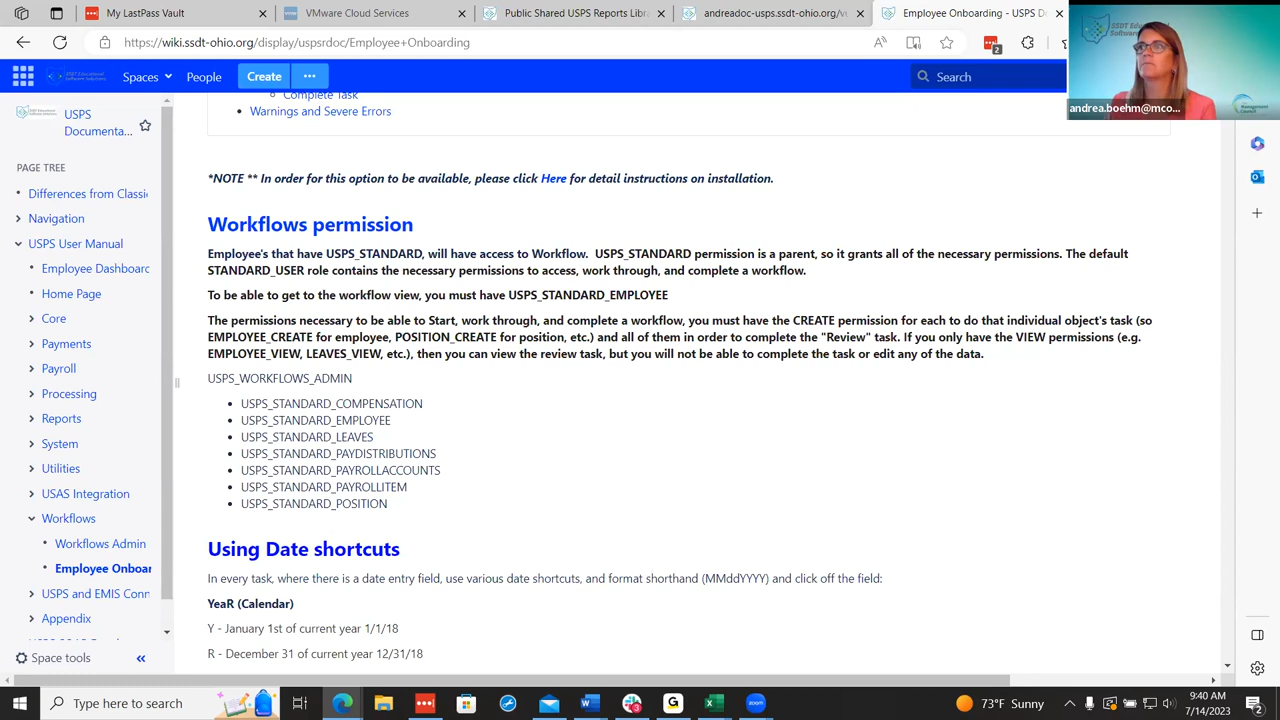 My LastPass Vault
VMware Cloud Services
Public Shared USPS Reports Libra
andreadoc-usps.ssdt-ohio.org/vu
Employee Onboarding - USPS D
https://wiki.ssdt-ohio.org/display/uspsrdoc/Employee+Onboarding
2
Spaces
People
Create
Search
andrea.boehm@mco...
USPS
Documenta...
PAGE TREE
Differences from Classi
Navigation
USPS User Manual
Employee Dashboard
Home Page
Core
Payments
Payroll
Processing
Reports
System
Utilities
USAS Integration
Workflows
Workflows Admin
Employee Onboar
USPS and EMIS Conn
Appendix
Space tools
Complete Task
Warnings and Severe Errors
*NOTE ** In order for this option to be available, please click Here for detail instructions on installation.
Workflows permission
Employee's that have USPS_STANDARD, will have access to Workflow. USPS_STANDARD permission is a parent, so it grants all of the necessary permissions. The default
STANDARD_USER role contains the necessary permissions to access, work through, and complete a workflow.
To be able to get to the workflow view, you must have USPS_STANDARD_EMPLOYEE
The permissions necessary to be able to Start, work through, and complete a workflow, you must have the CREATE permission for each to do that individual object's task (so
EMPLOYEE_CREATE for employee, POSITION_CREATE for position, etc.) and all of them in order to complete the "Review" task. If you only have the VIEW permissions (e.g.
EMPLOYEE_VIEW, LEAVES_VIEW, etc.), then you can view the review task, but you will not be able to complete the task or edit any of the data.
USPS_WORKFLOWS_ADMIN
USPS_STANDARD_COMPENSATION
USPS_STANDARD_EMPLOYEE
USPS_STANDARD_LEAVES
USPS_STANDARD_PAYDISTRIBUTIONS
USPS_STANDARD_PAYROLLACCOUNTS
USPS_STANDARD_PAYROLLITEM
USPS_STANDARD_POSITION
Using Date shortcuts
In every task, where there is a date entry field, use various date shortcuts, and format shorthand (MMddYYYY) and click off the field:
YeaR (Calendar)
Y - January 1st of current year 1/1/18
R - December 31 of current year 12/31/18
Type here to search
73°F Sunny
9:40 AM
7/14/2023
2